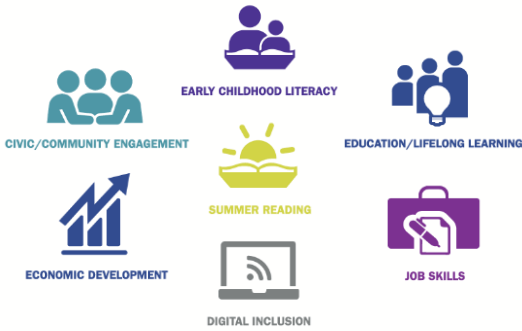 EARLY CHILDHOOD LITERACY
CIVIC/COMMUNITY ENGAGEMENT
EDUCATION/LIFELONG LEARNING
SUMMER READING
ECONOMIC DEVELOPMENT
JOB SKILLS
DIGITAL INCLUSION